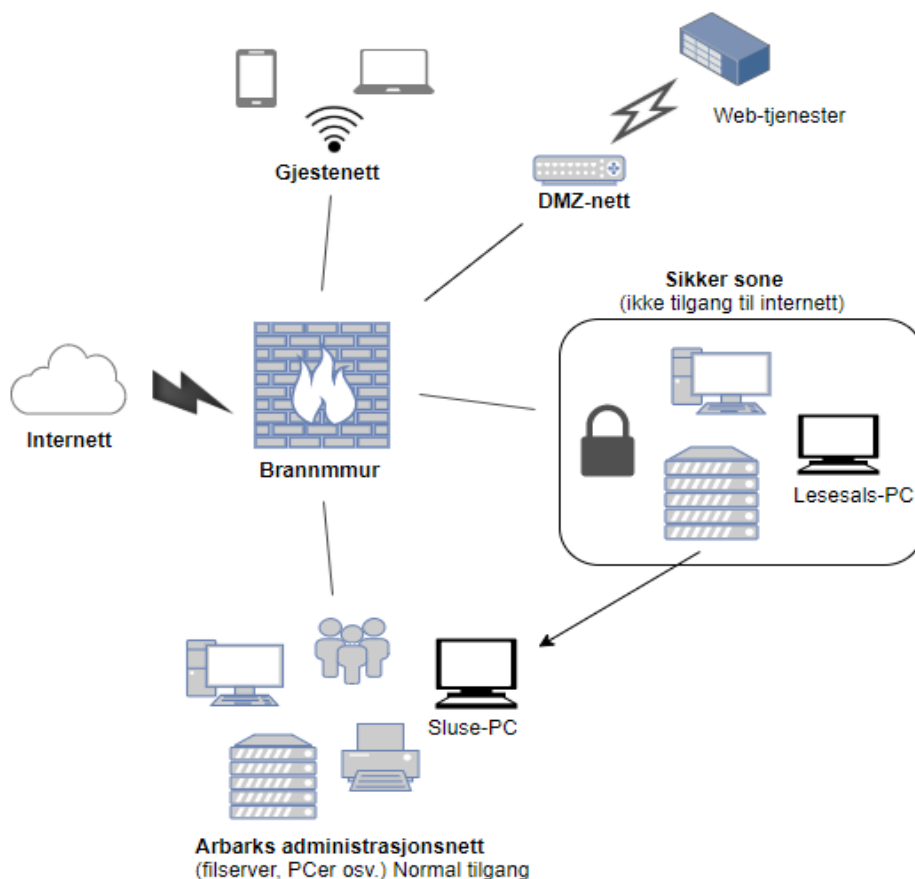 Gjestenett
Web-tjenester
DMZ-nett
Sikker sone
(ikke tilgang til internett)
Internett
Brannmmur
Lesesals-PC
Sluse-PC
Arbarks administrasjonsnett
(filserver, PCer osv.) Normal tilgang